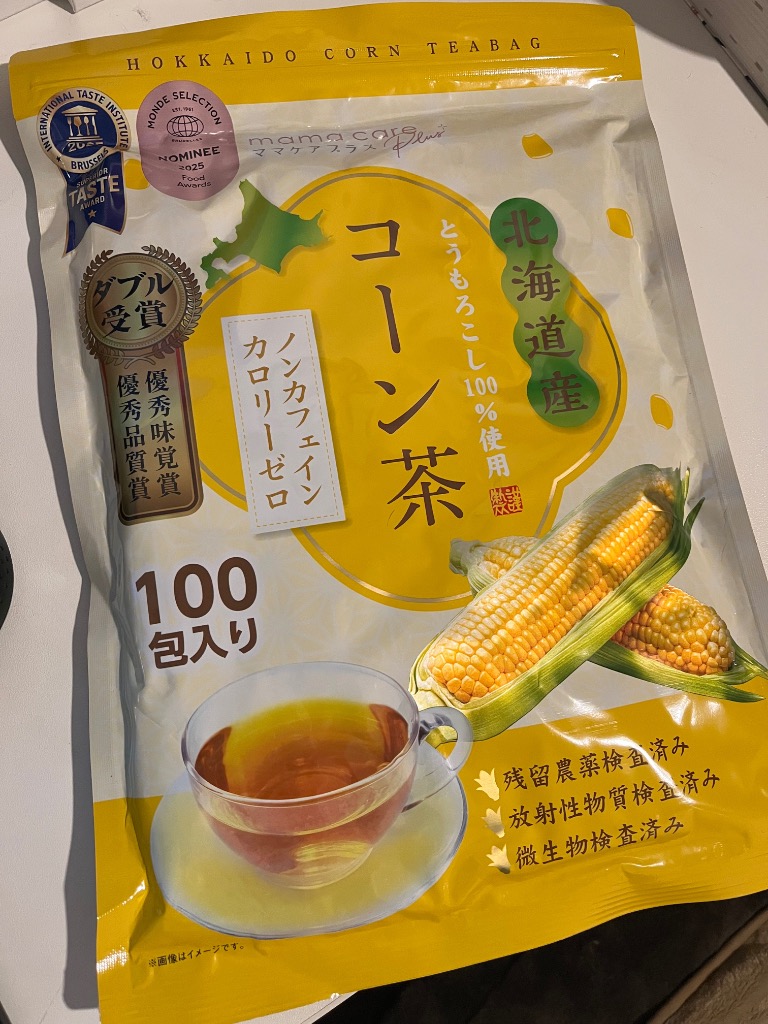 HOKKAIDO CORN TEABAG
INTERNATIONAL TASTE INSTITUTE
BRUSSELS
SUPERIOR
TASTE
AWARD
MONDE SELECTION
BRUXELLES
NOMINEE
2025
Food
Awards
mama care Plus
ママケアプラス
北海道産
とうもろこし100%使用
コーン茶
ノンカフェイン
カロリーゼロ
ダブル
受賞
優秀味覚賞
優秀品質賞
100
包入り
残留農薬検査済み
放射性物質検査済み
微生物検査済み
※画像はイメージです。